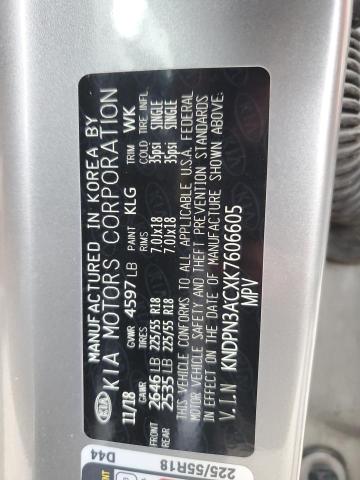 MANUFACTURED IN KOREA BY
KIA MOTORS CORPORATION
KIA
11/18 GVWR 4597 LB PAINT KLG TRIM WK
GAWR TIRES RIMS COLD TIRE INFL.
FRONT 2646 LB 225/55 R18 7.0Jx18 35psi SINGLE
REAR 2535 LB 225/55 R18 7.0Jx18 35psi SINGLE
THIS VEHICLE CONFORMS TO ALL APPLICABLE U.S.A. FEDERAL
MOTOR VEHICLE SAFETY AND THEFT PREVENTION STANDARDS
IN EFFECT ON THE DATE OF MANUFACTURE SHOWN ABOVE.
V.I.N KNDPN3ACXK7606605
MPV
D44
225/55R18